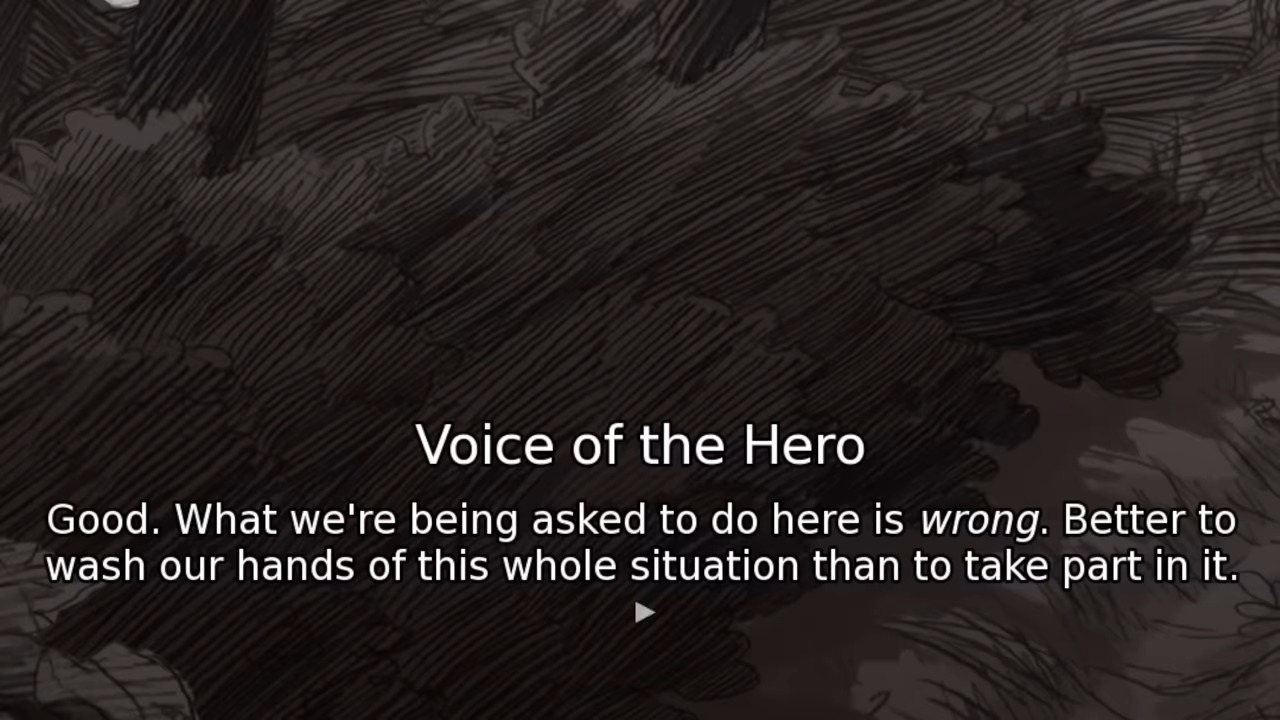 Voice of the Hero
Good. What we're being asked to do here is wrong. Better to
wash our hands of this whole situation than to take part in it.